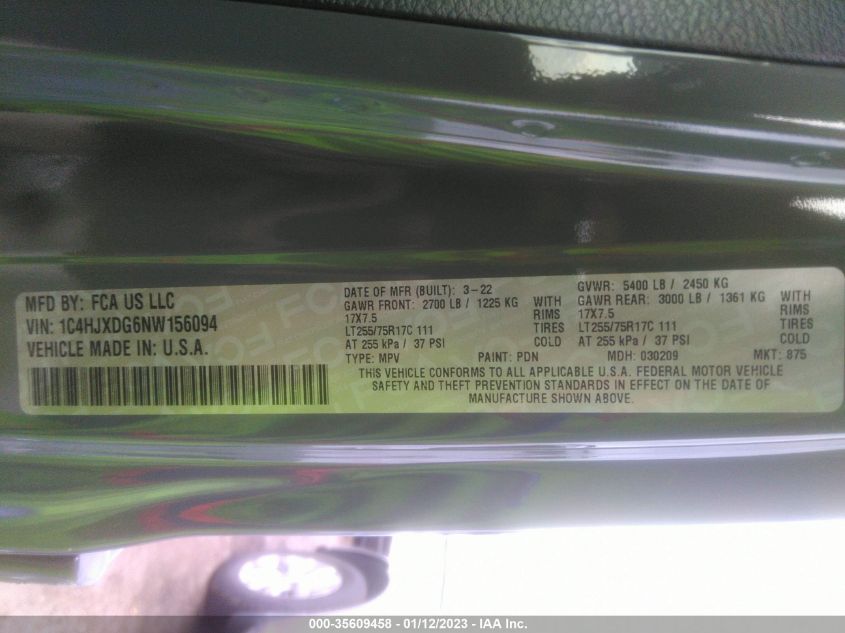 MFD BY: FCA US LLC
VIN: 1C4HJXDG6NW156094
VEHICLE MADE IN: U.S.A.
DATE OF MFR (BUILT): 3-22
GAWR FRONT: 2700 LB / 1225 KG WITH
17X7.5 RIMS
LT255/75R17C 111
AT 255 kPa / 37 PSI COLD
GVWR: 5400 LB / 2450 KG
GAWR REAR: 3000 LB / 1361 KG WITH
17X7.5 RIMS
LT255/75R17C 111
AT 255 kPa / 37 PSI COLD
TYPE: MPV PAINT: PDN MDH: 030209 MKT: 875
THIS VEHICLE CONFORMS TO ALL APPLICABLE U.S.A. FEDERAL MOTOR VEHICLE
SAFETY AND THEFT PREVENTION STANDARDS IN EFFECT ON THE DATE OF
MANUFACTURE SHOWN ABOVE.
000-35609458 - 01/12/2023 - IAA Inc.